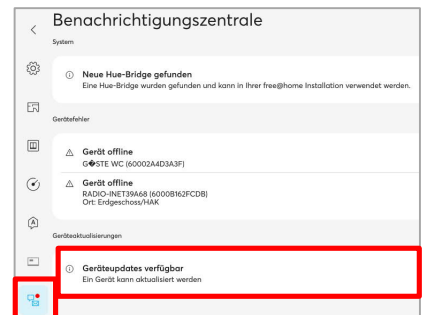 Benachrichtigungszentrale
System
Neue Hue-Bridge gefunden
Eine Hue-Bridge wurden gefunden und kann in Ihrer free@home Installation verwendet werden.
Gerätefehler
Gerät offline
G�STE WC (60002A4D3A3F)
Gerät offline
RADIO-INET39A68 (6000B162FCDB)
Ort: Erdgeschoss/HAK
Geräteaktualisierungen
Geräteupdates verfügbar
Ein Gerät kann aktualisiert werden